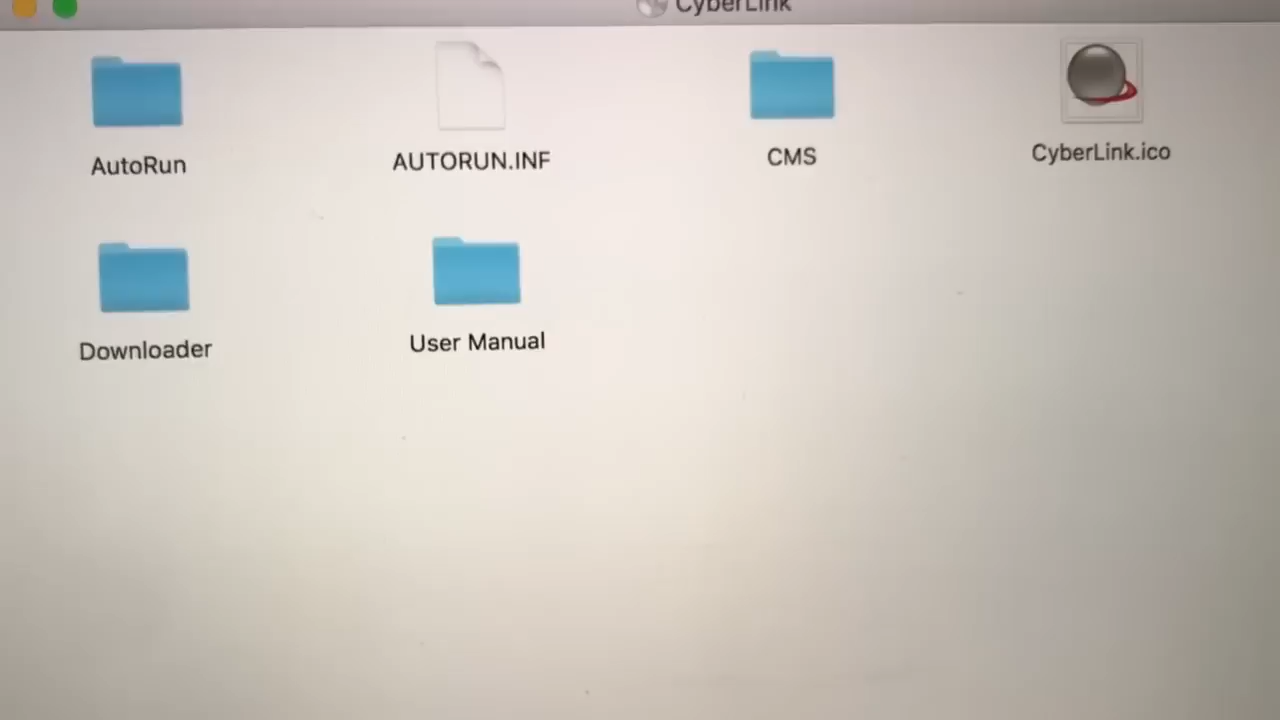 CyberLink
AutoRun
AUTORUN.INF
CMS
CyberLink.ico
Downloader
User Manual